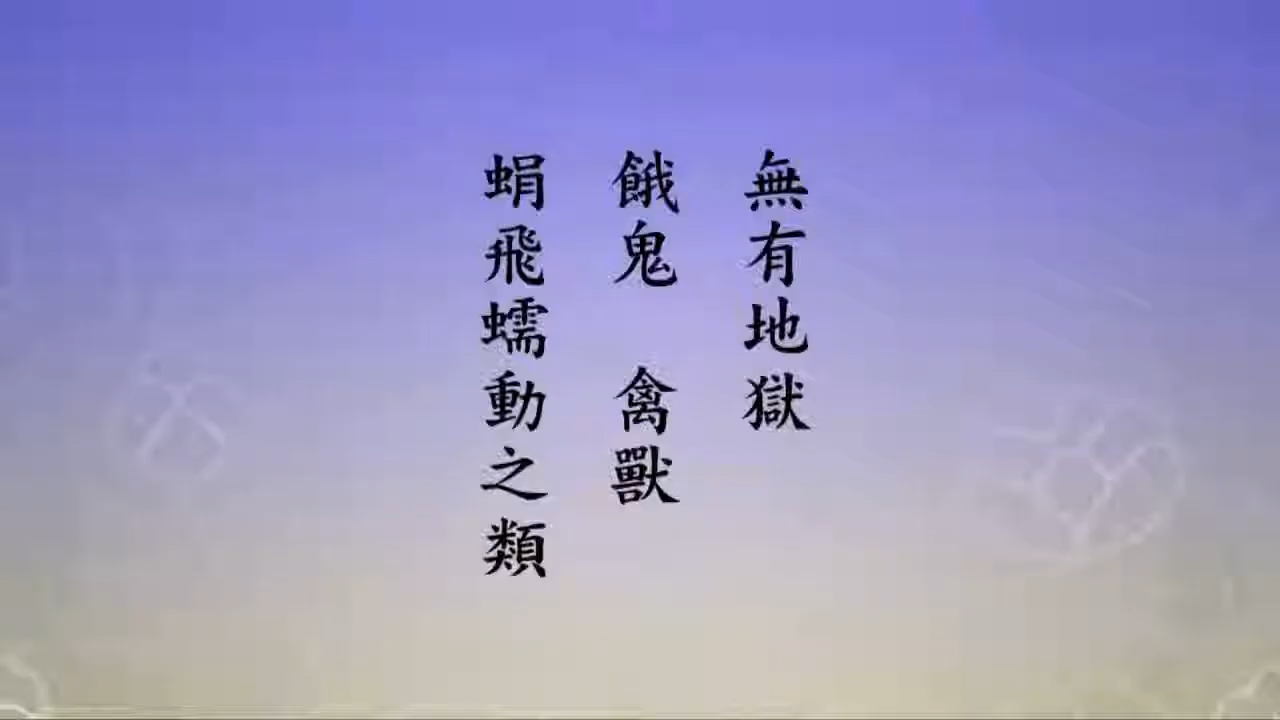 無有地獄
餓鬼　禽獸
蜎飛蠕動之類